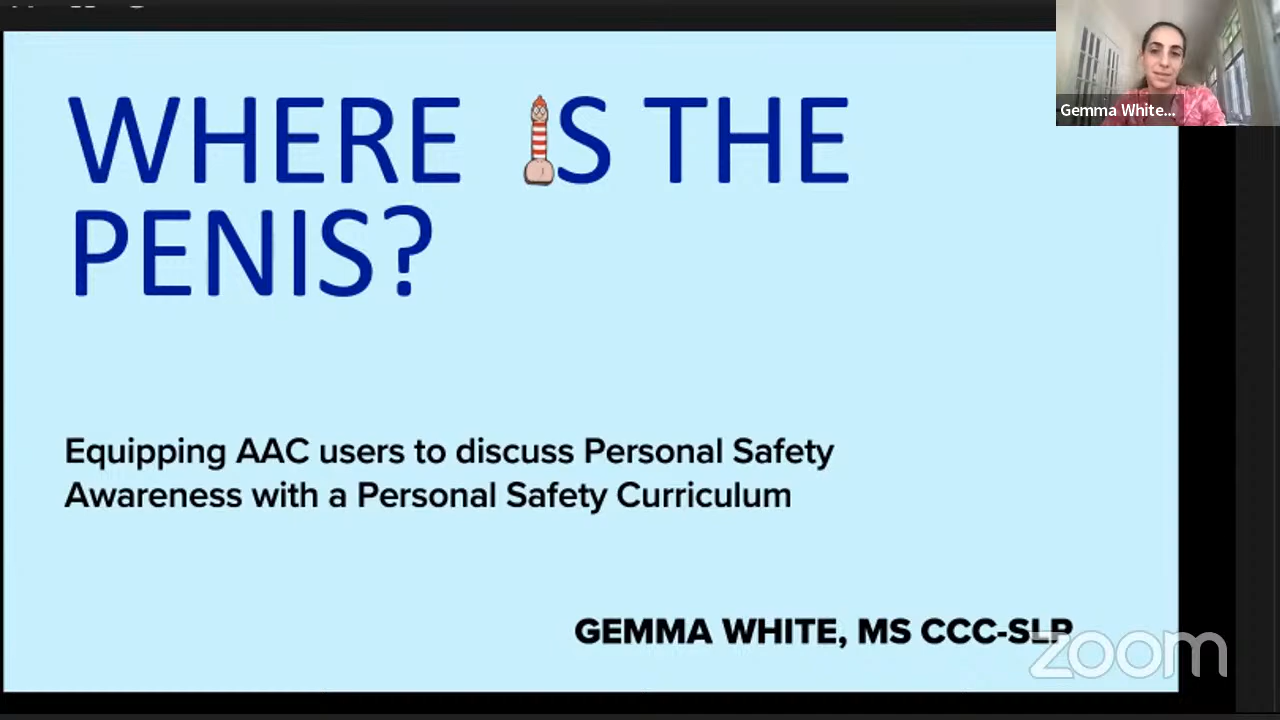 WHERE IS THE
PENIS?
Gemma White...
Equipping AAC users to discuss Personal Safety
Awareness with a Personal Safety Curriculum
GEMMA WHITE, MS CCC-SLP
zoom